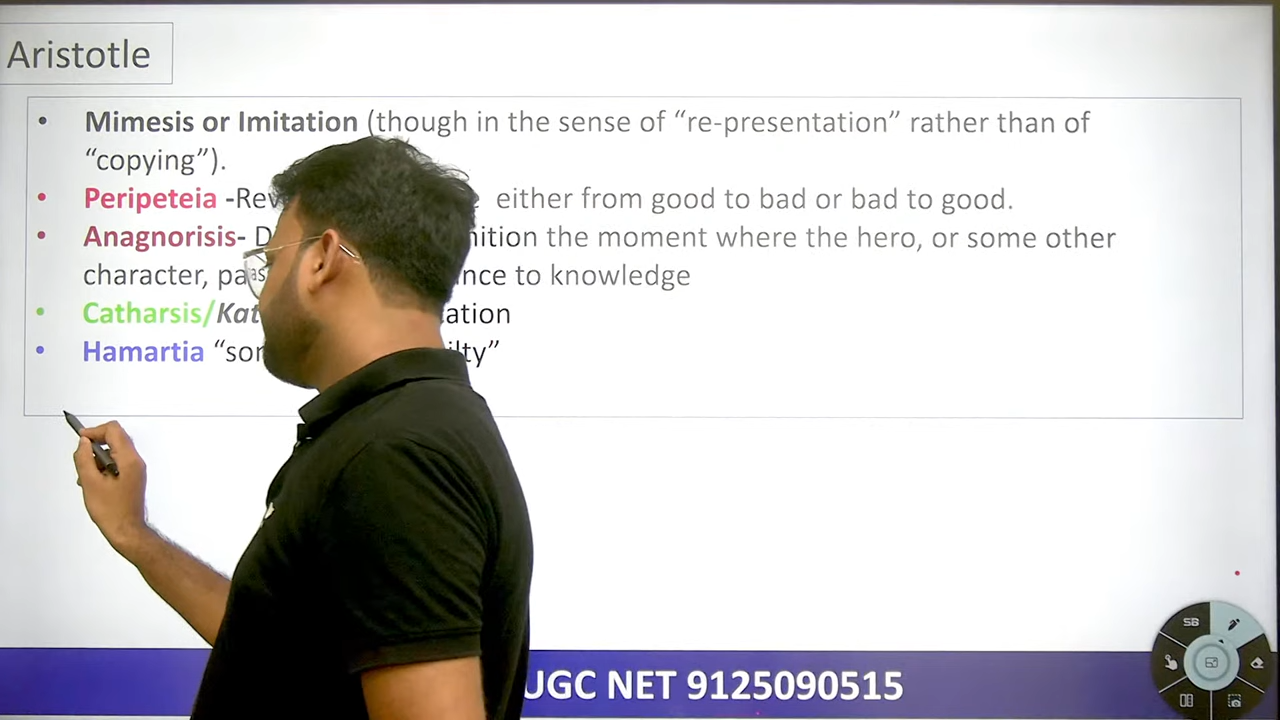 Aristotle
• Mimesis or Imitation (though in the sense of “re-presentation” rather than of
“copying”).
• Peripeteia -Rev either from good to bad or bad to good.
• Anagnorisis- D nition the moment where the hero, or some other
character, pas nce to knowledge
• Catharsis/Kat ation
• Hamartia “som ilty”
UGC NET 9125090515